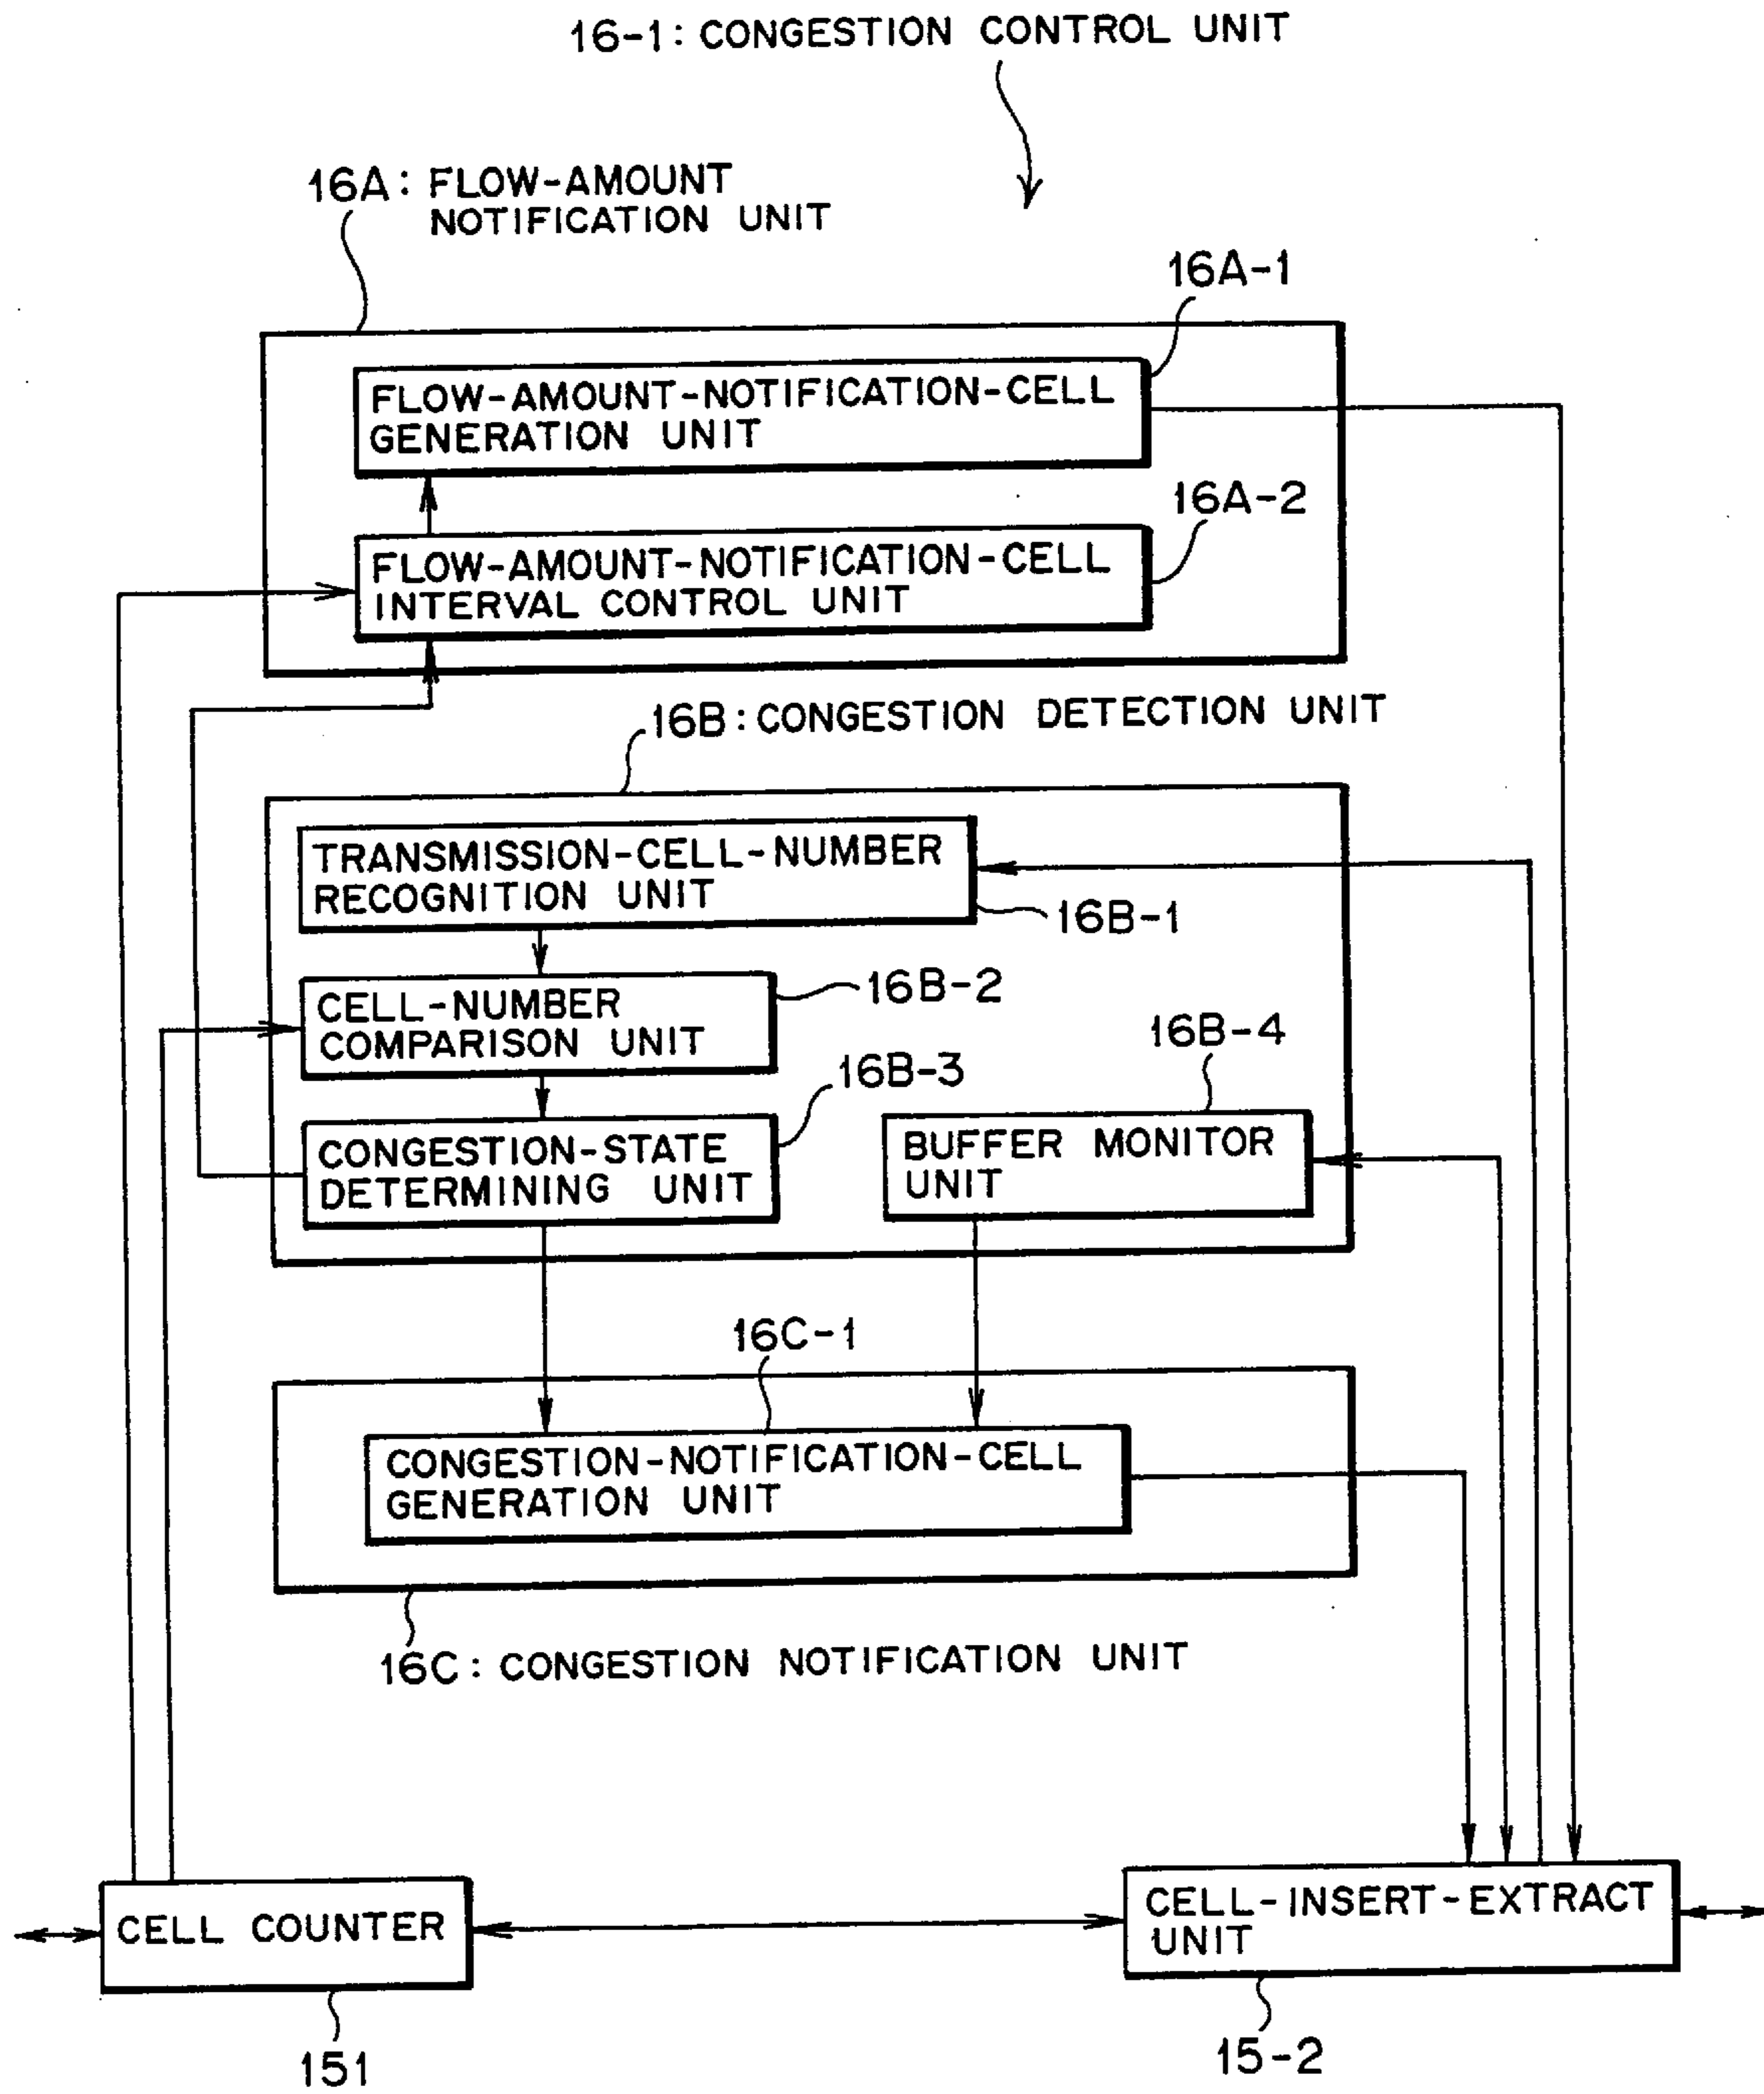 16-1: CONGESTION CONTROL UNIT
16A: FLOW-AMOUNT
NOTIFICATION UNIT
16A-1
FLOW-AMOUNT-NOTIFICATION-CELL
GENERATION UNIT
16A-2
FLOW-AMOUNT-NOTIFICATION-CELL
INTERVAL CONTROL UNIT
16B: CONGESTION DETECTION UNIT
TRANSMISSION-CELL-NUMBER
RECOGNITION UNIT
16B-1
CELL-NUMBER
COMPARISON UNIT
16B-2
16B-3
16B-4
CONGESTION-STATE
DETERMINING UNIT
BUFFER MONITOR
UNIT
16C-1
CONGESTION-NOTIFICATION-CELL
GENERATION UNIT
16C: CONGESTION NOTIFICATION UNIT
CELL COUNTER
CELL-INSERT-EXTRACT
UNIT
151
15-2